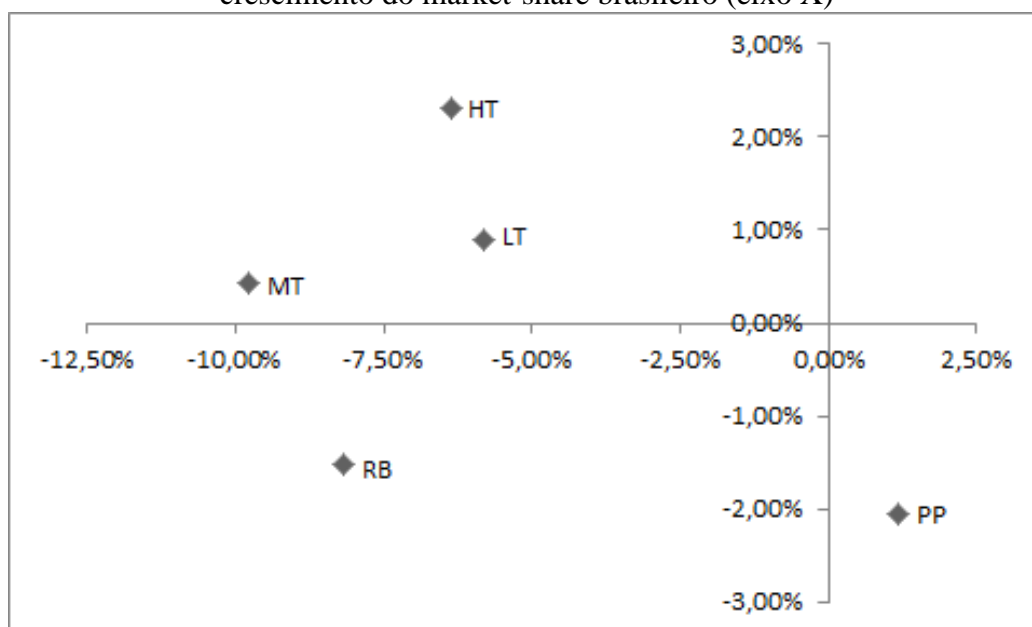 crescimento do market-share brasileiro (eixo X)
3,00%
HT
2,00%
LT
1,00%
MT
0,00%
-12,50% -10,00% -7,50% -5,00% -2,50% 0,00% 2,50%
-1,00%
RB
-2,00% PP
-3,00%